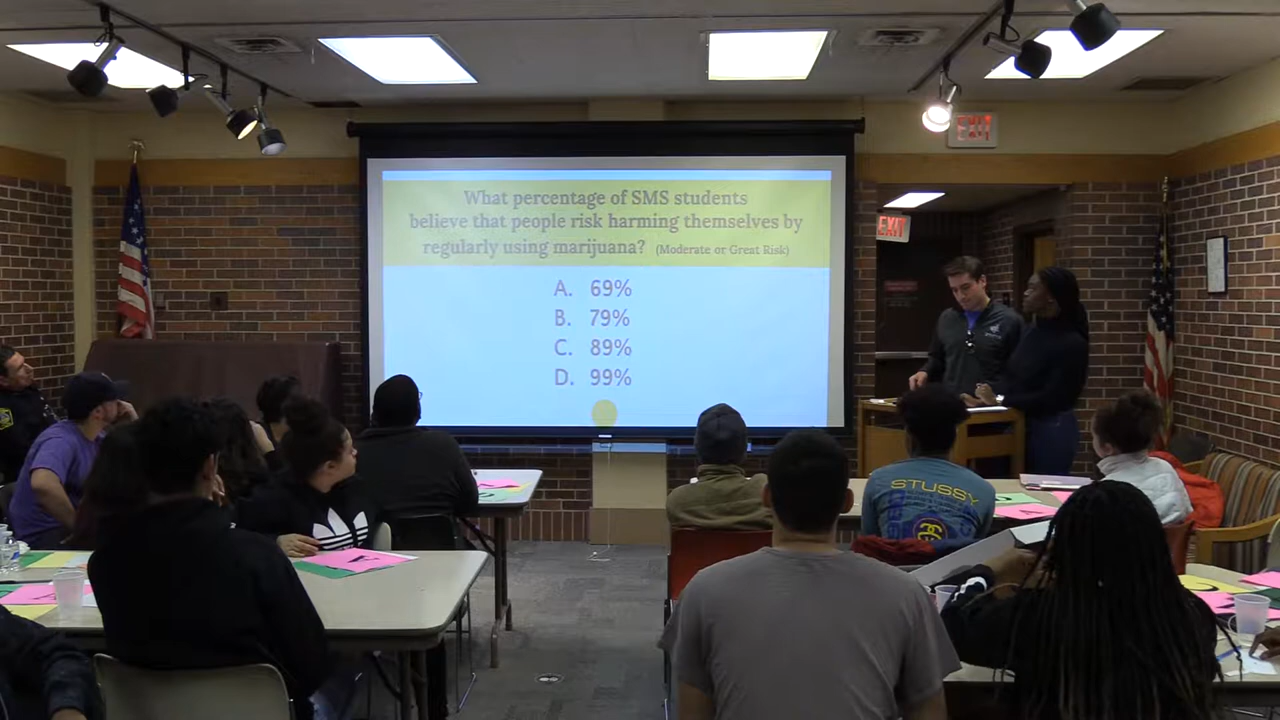 What percentage of SMS students
believe that people risk harming themselves by
regularly using marijuana? (Moderate or Great Risk)
A. 69%
B. 79%
C. 89%
D. 99%
EXIT
EXIT
STUSSY